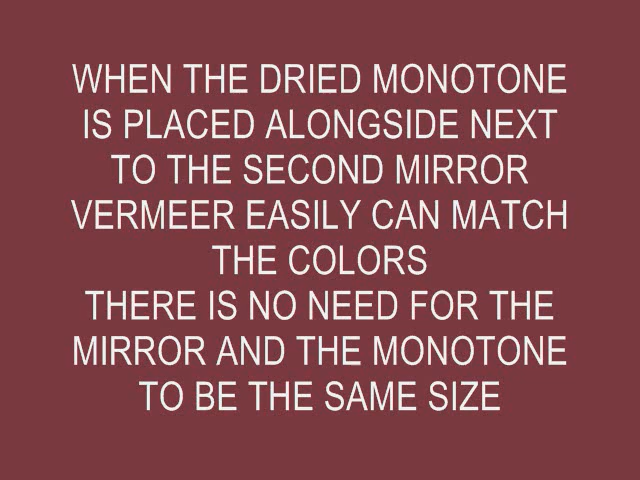 WHEN THE DRIED MONOTONE
IS PLACED ALONGSIDE NEXT
TO THE SECOND MIRROR
VERMEER EASILY CAN MATCH
THE COLORS
THERE IS NO NEED FOR THE
MIRROR AND THE MONOTONE
TO BE THE SAME SIZE